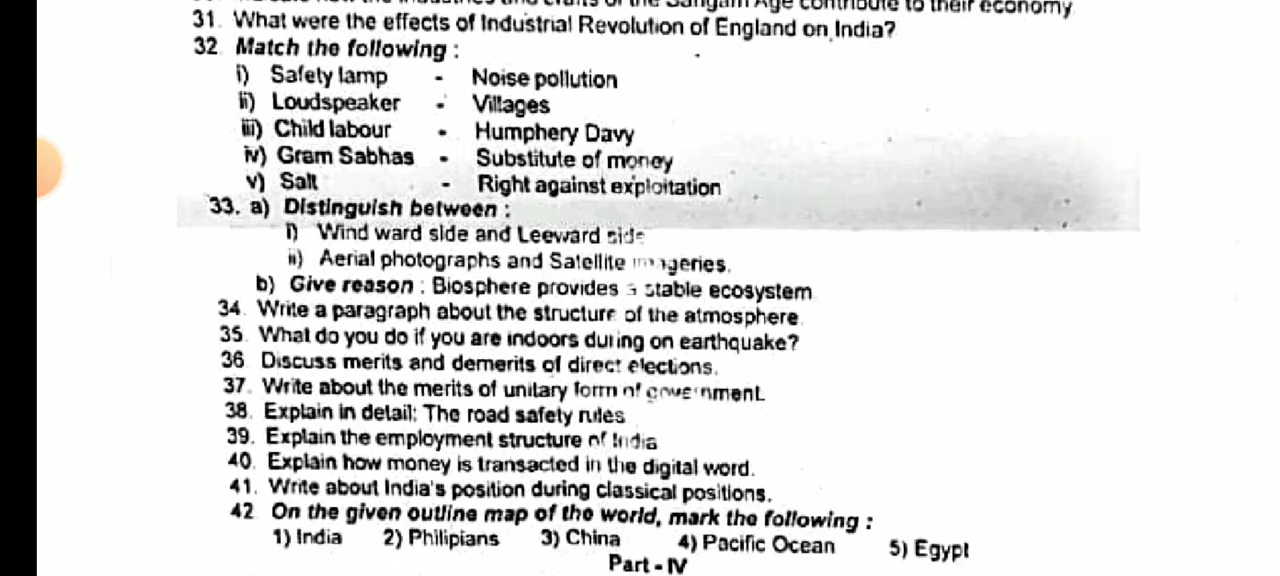 the Sangam Age contribute to their economy
31. What were the effects of Industrial Revolution of England on India?
32 Match the following :
i) Safety lamp - Noise pollution
ii) Loudspeaker - Villages
iii) Child labour - Humphery Davy
iv) Gram Sabhas - Substitute of money
v) Salt - Right against exploitation
33. a) Distinguish between :
i) Wind ward side and Leeward side
ii) Aerial photographs and Satellite imageries.
b) Give reason : Biosphere provides a stable ecosystem
34. Write a paragraph about the structure of the atmosphere.
35. What do you do if you are indoors during on earthquake?
36 Discuss merits and demerits of direct elections.
37. Write about the merits of unitary form of government.
38. Explain in detail: The road safety rules
39. Explain the employment structure of India
40. Explain how money is transacted in the digital word.
41. Write about India's position during classical positions.
42 On the given outline map of the world, mark the following :
1) India 2) Philipians 3) China 4) Pacific Ocean 5) Egypt
Part - IV